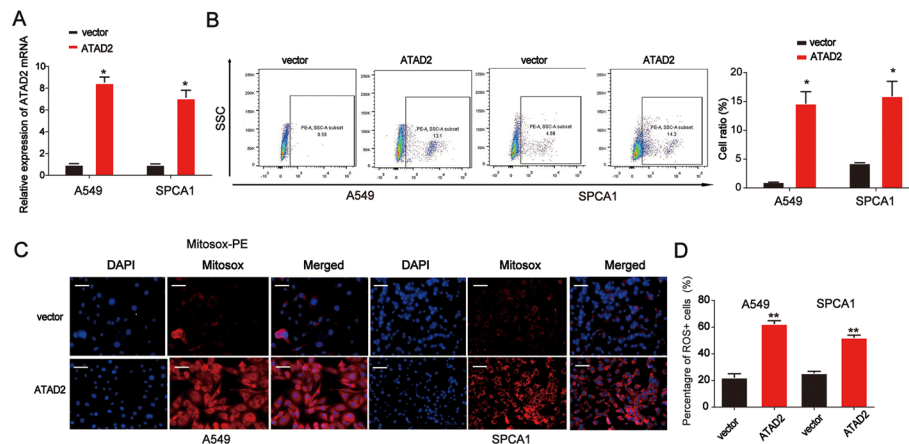 A
vector
ATAD2
Relative expression of ATAD2 mRNA
10
8
6
4
2
0
*
*
A549
SPCA1
B
vector
ATAD2
vector
ATAD2
SSC
PE-A, SSC-A subset
0.55
PE-A, SSC-A subset
13.1
PE-A, SSC-A subset
4.59
PE-A, SSC-A subset
14.3
A549
SPCA1
vector
ATAD2
Cell ratio (%)
20
15
10
5
0
*
*
A549
SPCA1
Mitosox-PE
C
DAPI
Mitosox
Merged
DAPI
Mitosox
Merged
vector
ATAD2
A549
SPCA1
D
Percentagre of ROS+ cells (%)
80
60
40
20
0
A549
SPCA1
**
**
vector
ATAD2
vector
ATAD2